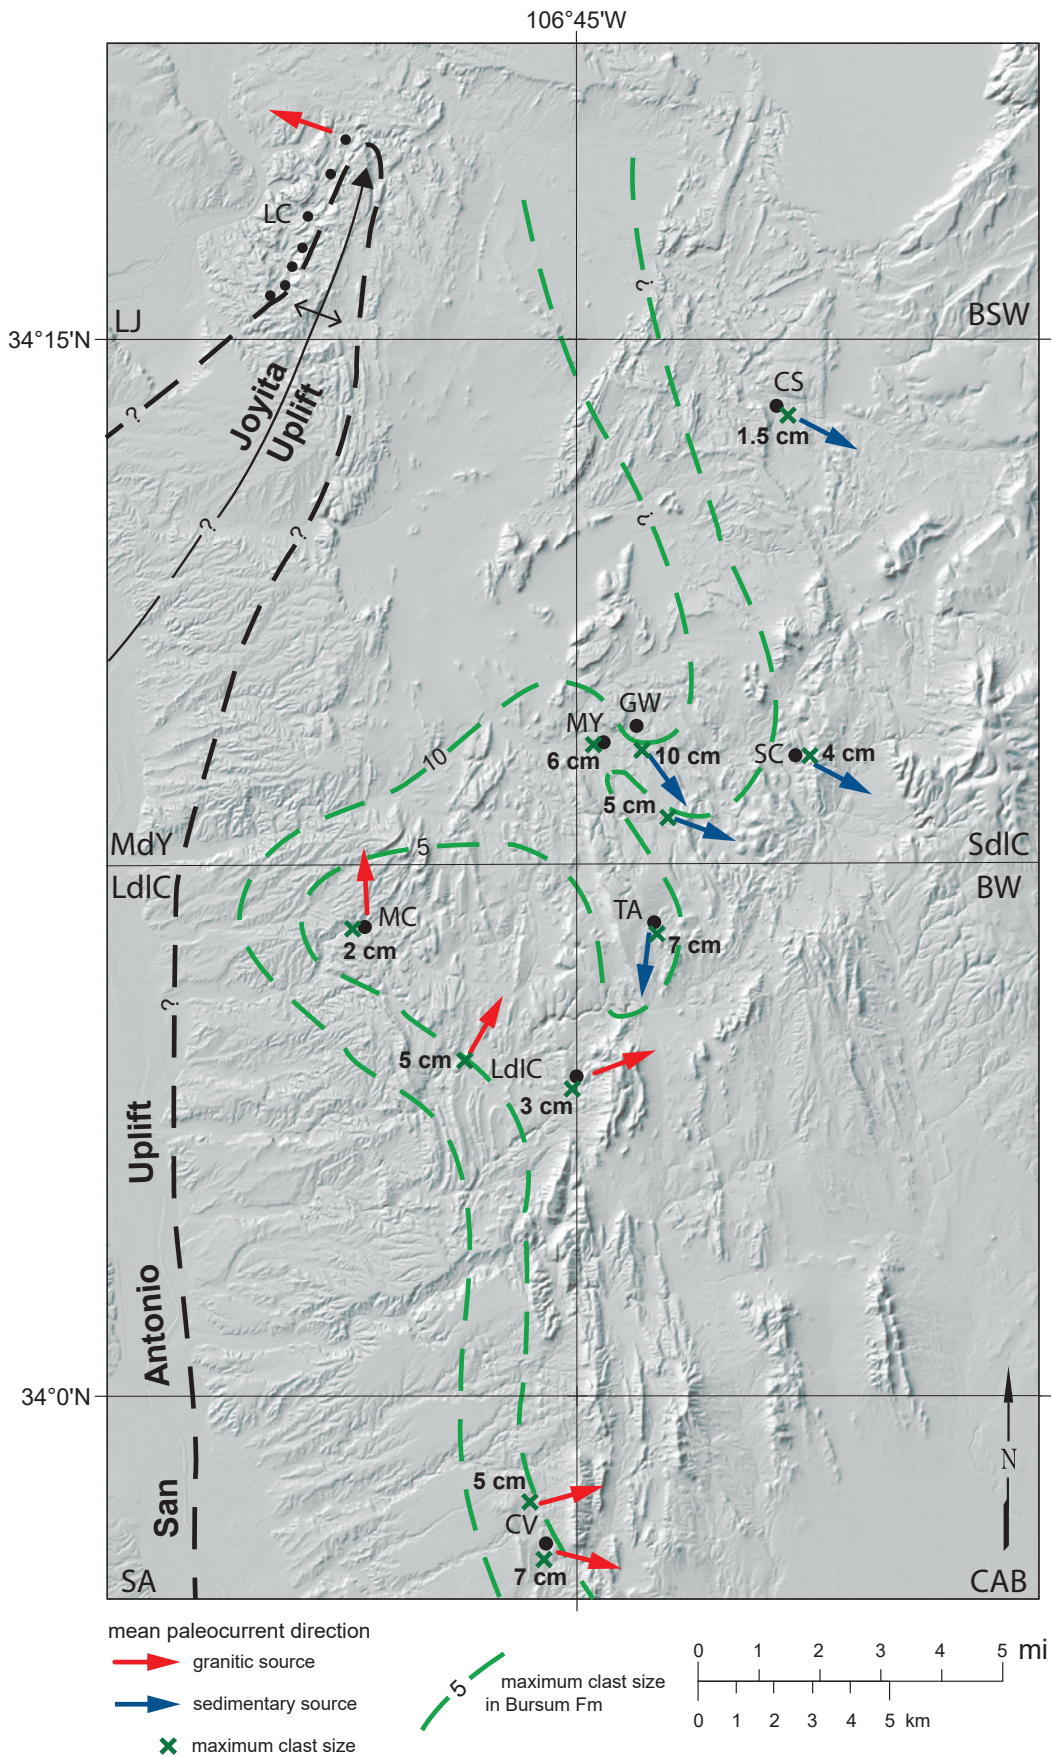 106°45'W
LC
?
LJ
BSW
34°15'N
CS
1.5 cm
?
Joyita
Uplift
?
?
?
GW
MY
10
6 cm
10 cm
SC
4 cm
5 cm
MdY
5
SdlC
LdlC
BW
MC
TA
2 cm
7 cm
?
5 cm
LdlC
3 cm
San Antonio Uplift
34°0'N
N
5 cm
CV
7 cm
SA
CAB
mean paleocurrent direction
granitic source
sedimentary source
maximum clast size
5
maximum clast size
in Bursum Fm
0 1 2 3 4 5 mi
0 1 2 3 4 5 km